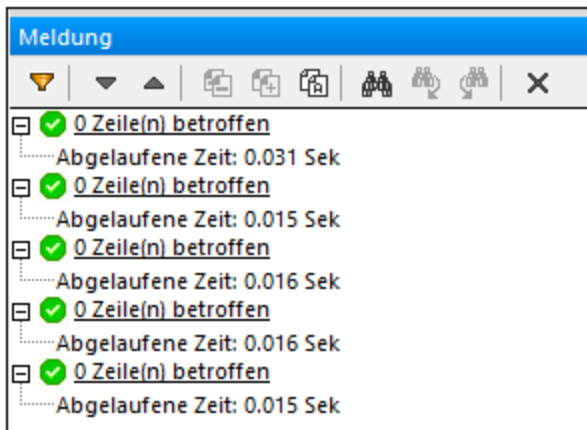 Meldung
0 Zeile(n) betroffen
Abgelaufene Zeit: 0.031 Sek
0 Zeile(n) betroffen
Abgelaufene Zeit: 0.015 Sek
0 Zeile(n) betroffen
Abgelaufene Zeit: 0.016 Sek
0 Zeile(n) betroffen
Abgelaufene Zeit: 0.016 Sek
0 Zeile(n) betroffen
Abgelaufene Zeit: 0.015 Sek